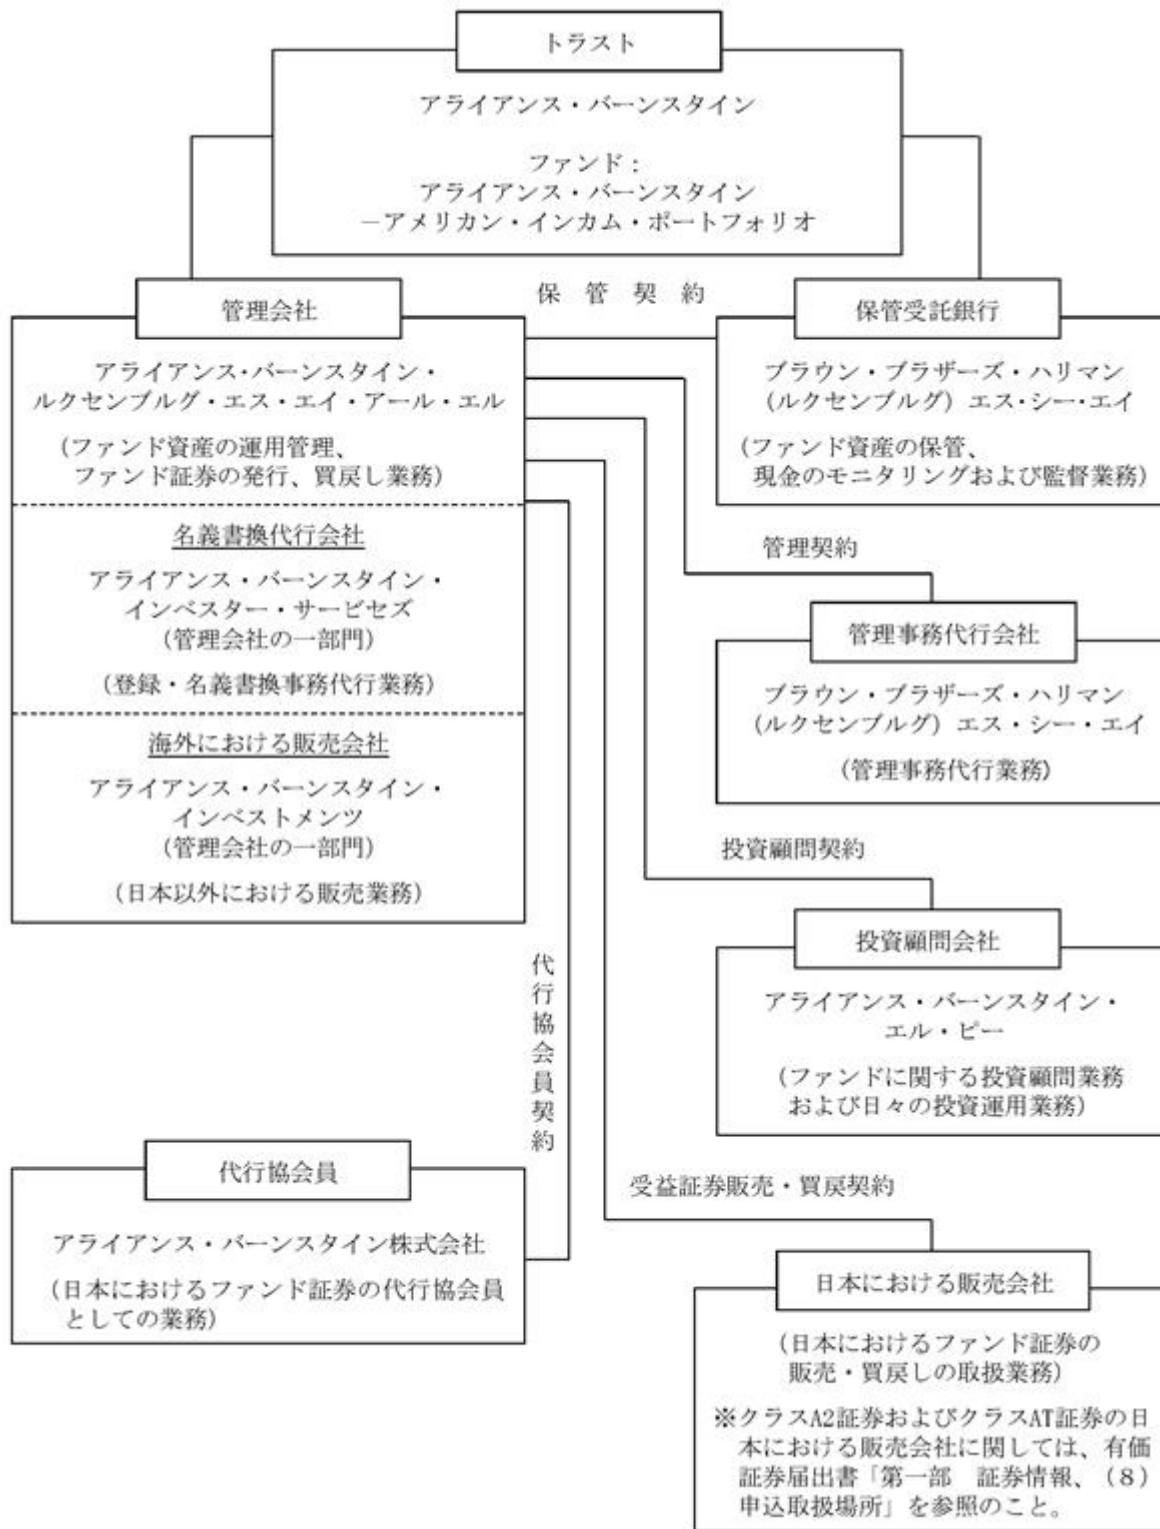 トラスト
アライアンス・バーンスタイン
ファンド：
アライアンス・バーンスタイン
－アメリカン・インカム・ポートフォリオ
保管契約
管理会社
アライアンス・バーンスタイン・
ルクセンブルグ・エス・エイ・アール・エル
（ファンド資産の運用管理、
ファンド証券の発行、買戻し業務）
名義書換代行会社
アライアンス・バーンスタイン・
インベスター・サービセズ
（管理会社の一部門）
（登録・名義書換事務代行業務）
海外における販売会社
アライアンス・バーンスタイン・
インベストメンツ
（管理会社の一部門）
（日本以外における販売業務）
保管受託銀行
ブラウン・ブラザーズ・ハリマン
（ルクセンブルグ）エス・シー・エイ
（ファンド資産の保管、
現金のモニタリングおよび監督業務）
管理契約
管理事務代行会社
ブラウン・ブラザーズ・ハリマン
（ルクセンブルグ）エス・シー・エイ
（管理事務代行業務）
投資顧問契約
投資顧問会社
アライアンス・バーンスタイン・
エル・ピー
（ファンドに関する投資顧問業務
および日々の投資運用業務）
代行協会員契約
代行協会員
アライアンス・バーンスタイン株式会社
（日本におけるファンド証券の代行協会員
としての業務）
受益証券販売・買戻契約
日本における販売会社
（日本におけるファンド証券の
販売・買戻しの取扱業務）
※クラスA2証券およびクラスAT証券の日
本における販売会社に関しては、有価
証券届出書「第一部　証券情報、（８）
申込取扱場所」を参照のこと。